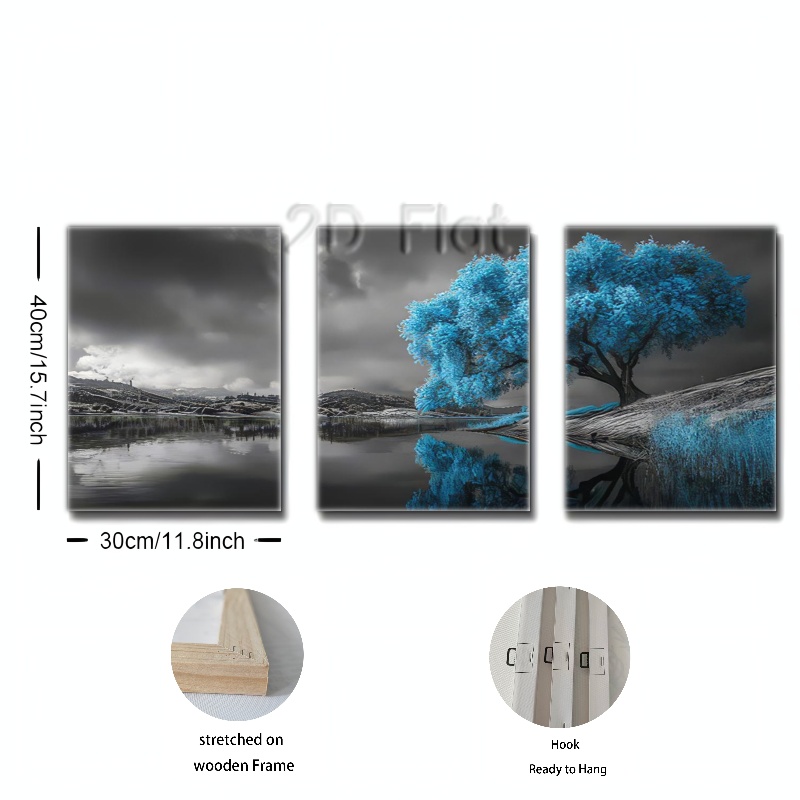 2D Flat
40cm/15.7inch
30cm/11.8inch
stretched on
wooden Frame
Hook
Ready to Hang